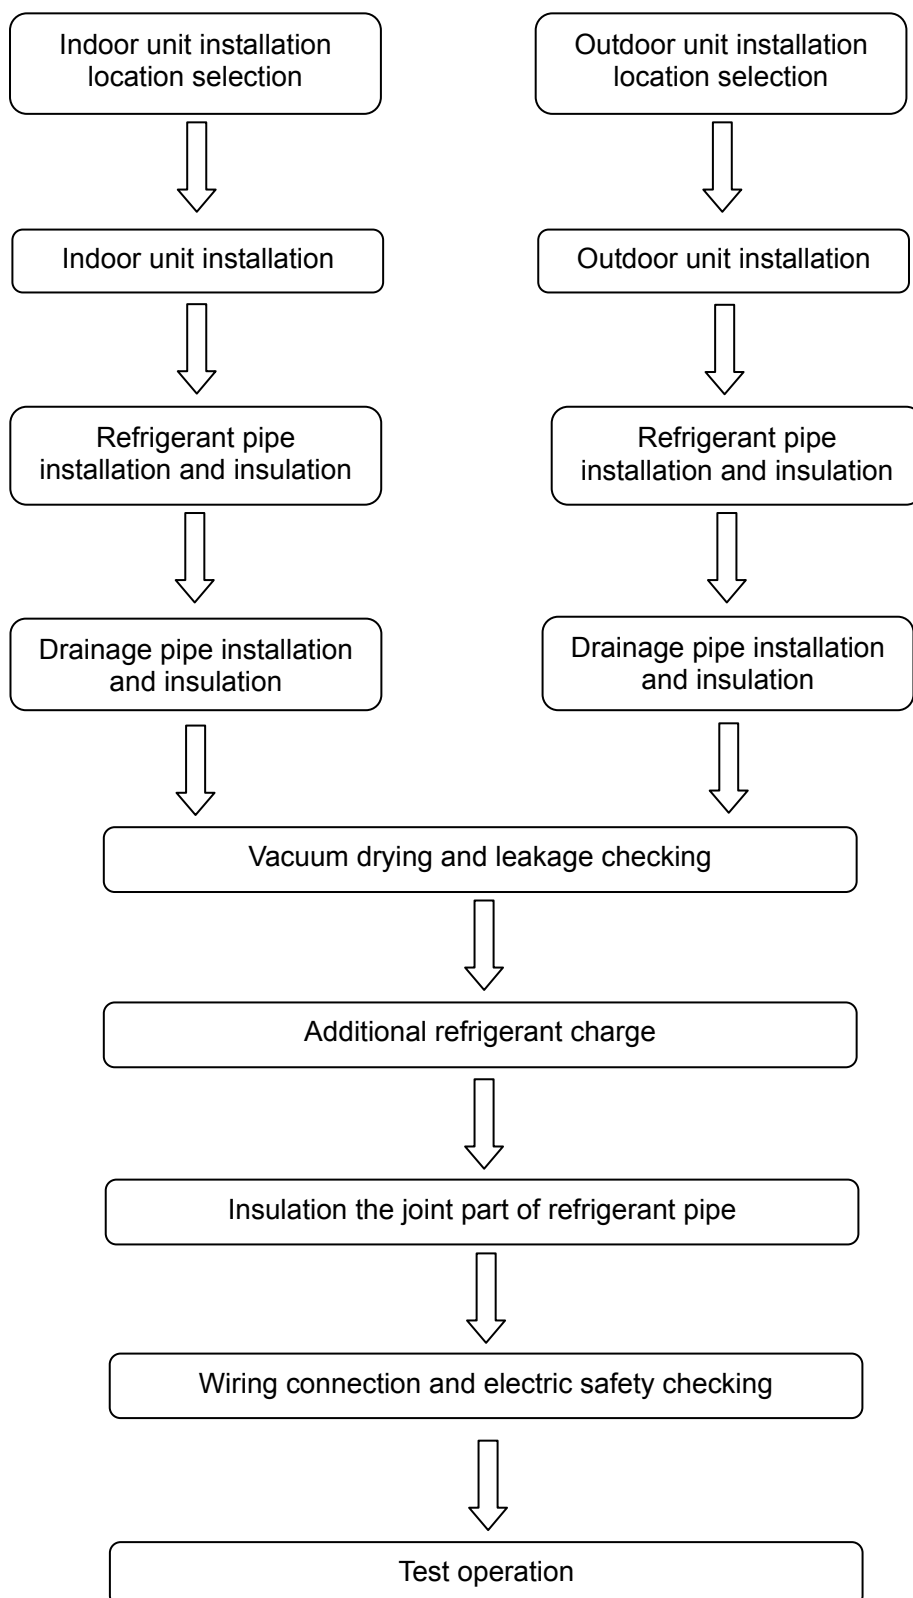 Indoor unit installation
location selection
Outdoor unit installation
location selection
Indoor unit installation
Outdoor unit installation
Refrigerant pipe
installation and insulation
Refrigerant pipe
installation and insulation
Drainage pipe installation
and insulation
Drainage pipe installation
and insulation
Vacuum drying and leakage checking
Additional refrigerant charge
Insulation the joint part of refrigerant pipe
Wiring connection and electric safety checking
Test operation